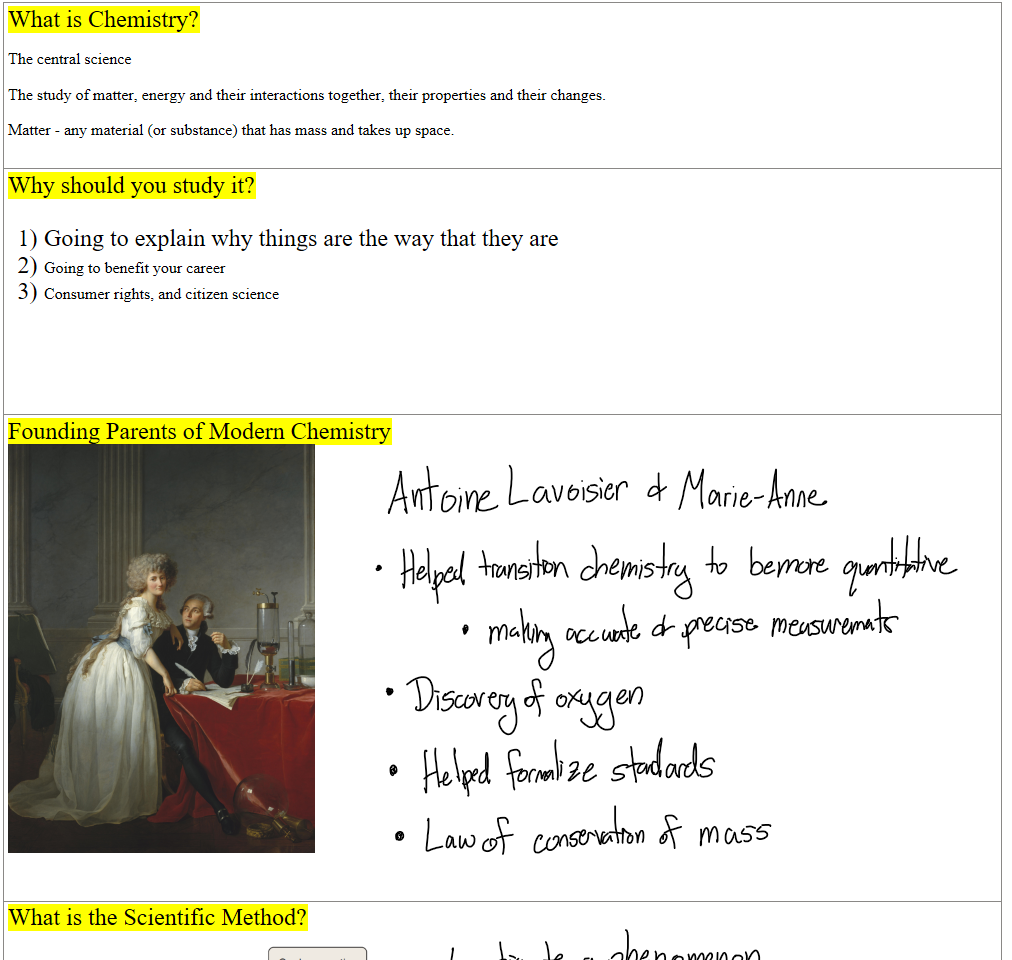 What is Chemistry?
The central science
The study of matter, energy and their interactions together, their properties and their changes.
Matter - any material (or substance) that has mass and takes up space.
Why should you study it?
1) Going to explain why things are the way that they are
2) Going to benefit your career
3) Consumer rights, and citizen science
Founding Parents of Modern Chemistry
Antoine Lavoisier & Marie-Anne
• Helped transition chemistry to be more quantitative
• making accurate & precise measurements
• Discovery of oxygen
• Helped formalize standards
• Law of conservation of mass
What is the Scientific Method?
a phenomenon